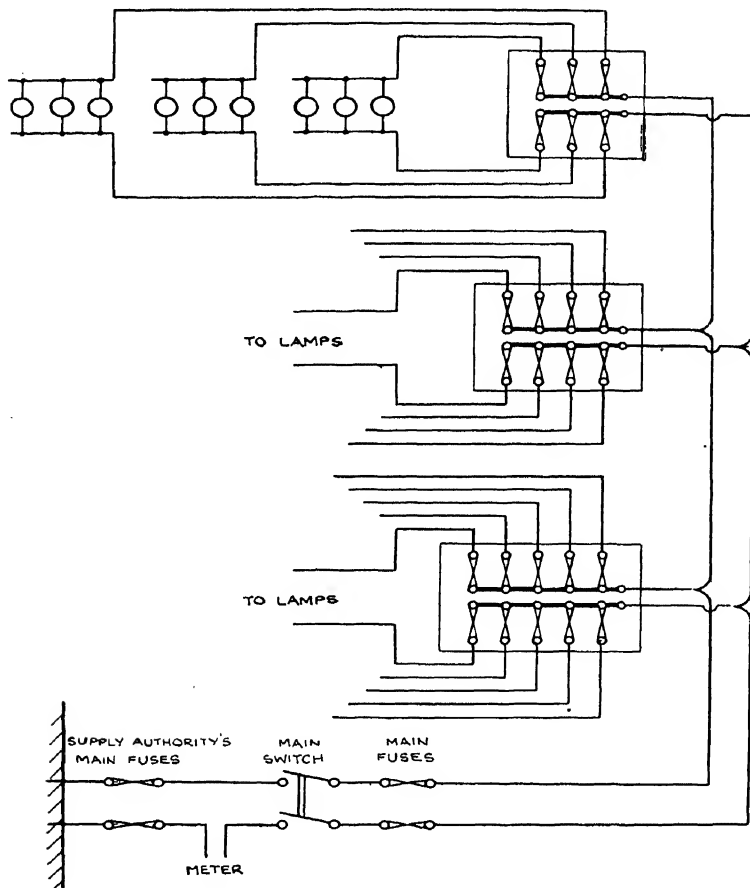 TO LAMPS
TO LAMPS
SUPPLY AUTHORITY'S
MAIN FUSES
MAIN
SWITCH
MAIN
FUSES
METER